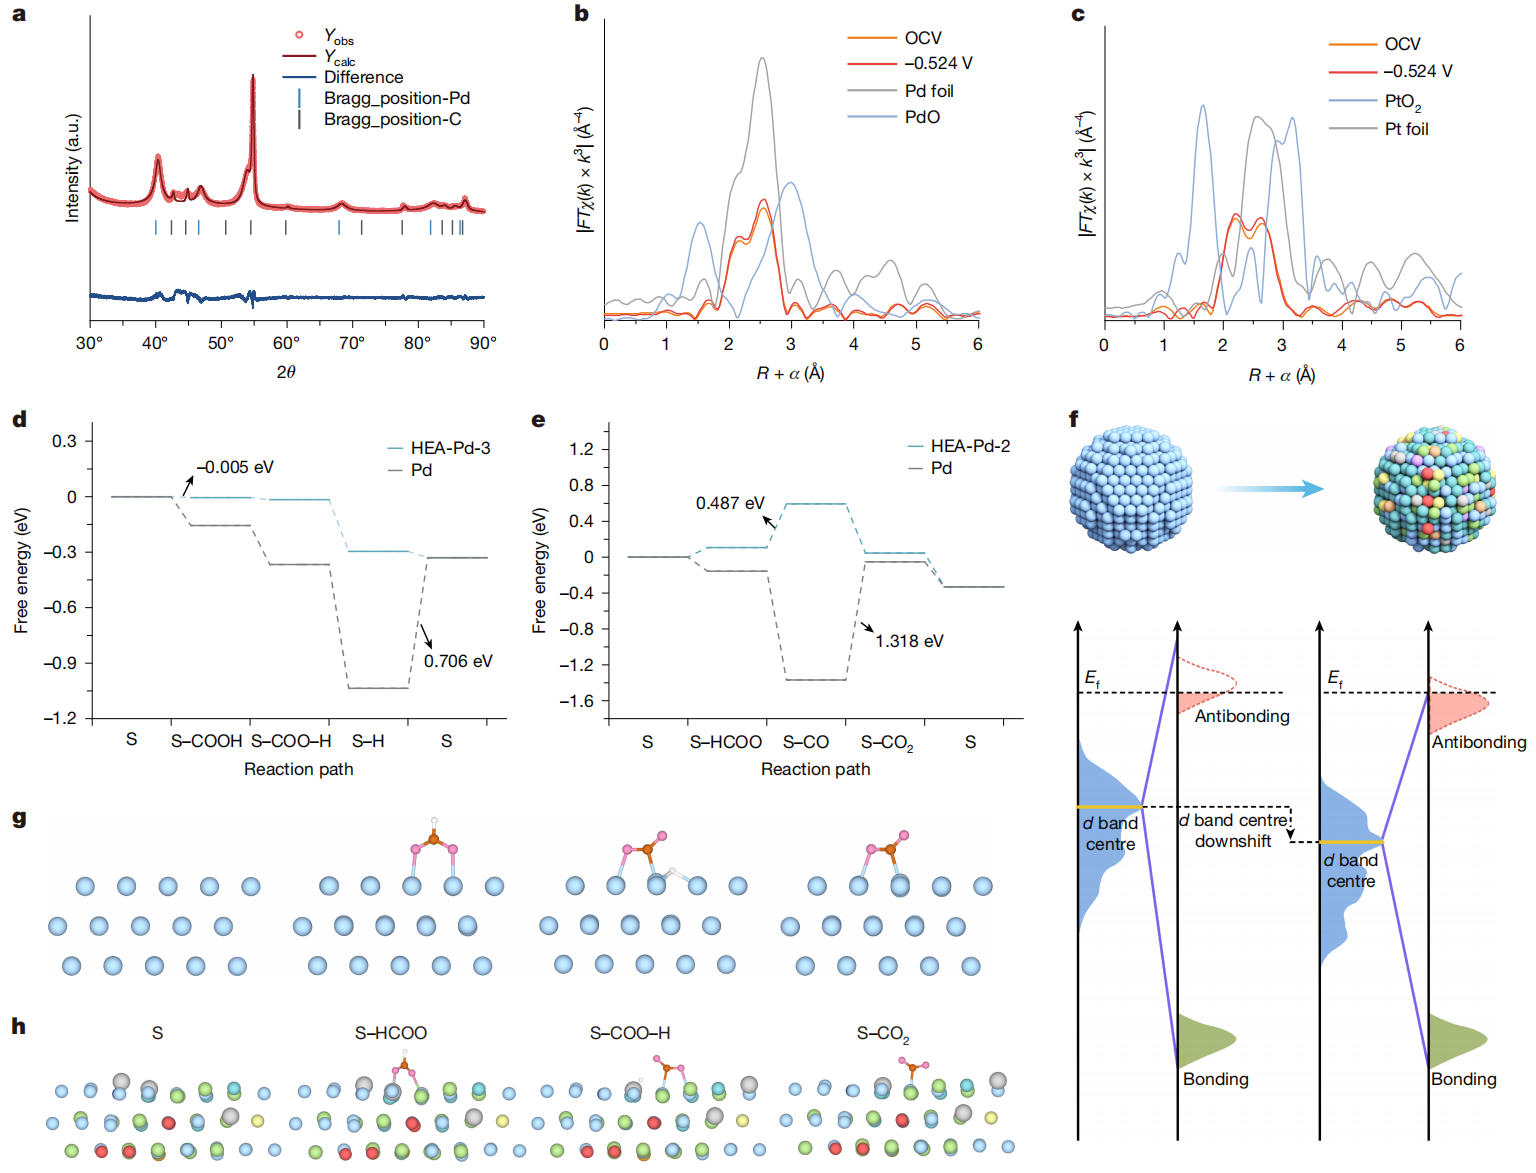 a
Y_obs
Y_calc
Difference
Bragg_position-Pd
Bragg_position-C
Intensity (a.u.)
30° 40° 50° 60° 70° 80° 90°
2θ
b
OCV
−0.524 V
Pd foil
PdO
|FTχ(k) × k³| (Å⁻⁴)
0 1 2 3 4 5 6
R + α (Å)
c
OCV
−0.524 V
PtO₂
Pt foil
|FTχ(k) × k³| (Å⁻⁴)
0 1 2 3 4 5 6
R + α (Å)
d
0.3
0
−0.3
−0.6
−0.9
−1.2
Free energy (eV)
HEA-Pd-3
Pd
−0.005 eV
0.706 eV
S S–COOH S–COO–H S–H S
Reaction path
e
1.2
0.8
0.4
0
−0.4
−0.8
−1.2
−1.6
Free energy (eV)
HEA-Pd-2
Pd
0.487 eV
1.318 eV
S S–HCOO S–CO S–CO₂ S
Reaction path
f
E_f
Antibonding
d band
centre
d band centre
downshift
Bonding
E_f
Antibonding
d band
centre
Bonding
g
h
S S–HCOO S–COO–H S–CO₂